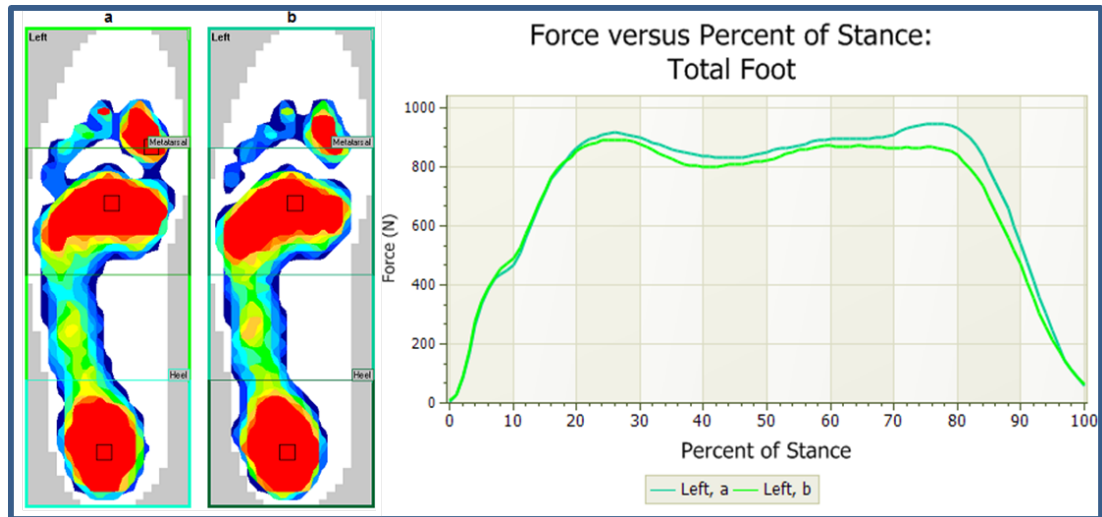 a
b
Left
Left
Metatarsal
Metatarsal
Heel
Heel
Force versus Percent of Stance:
Total Foot
Force (N)
1000
800
600
400
200
0
0 10 20 30 40 50 60 70 80 90 100
Percent of Stance
Left, a Left, b